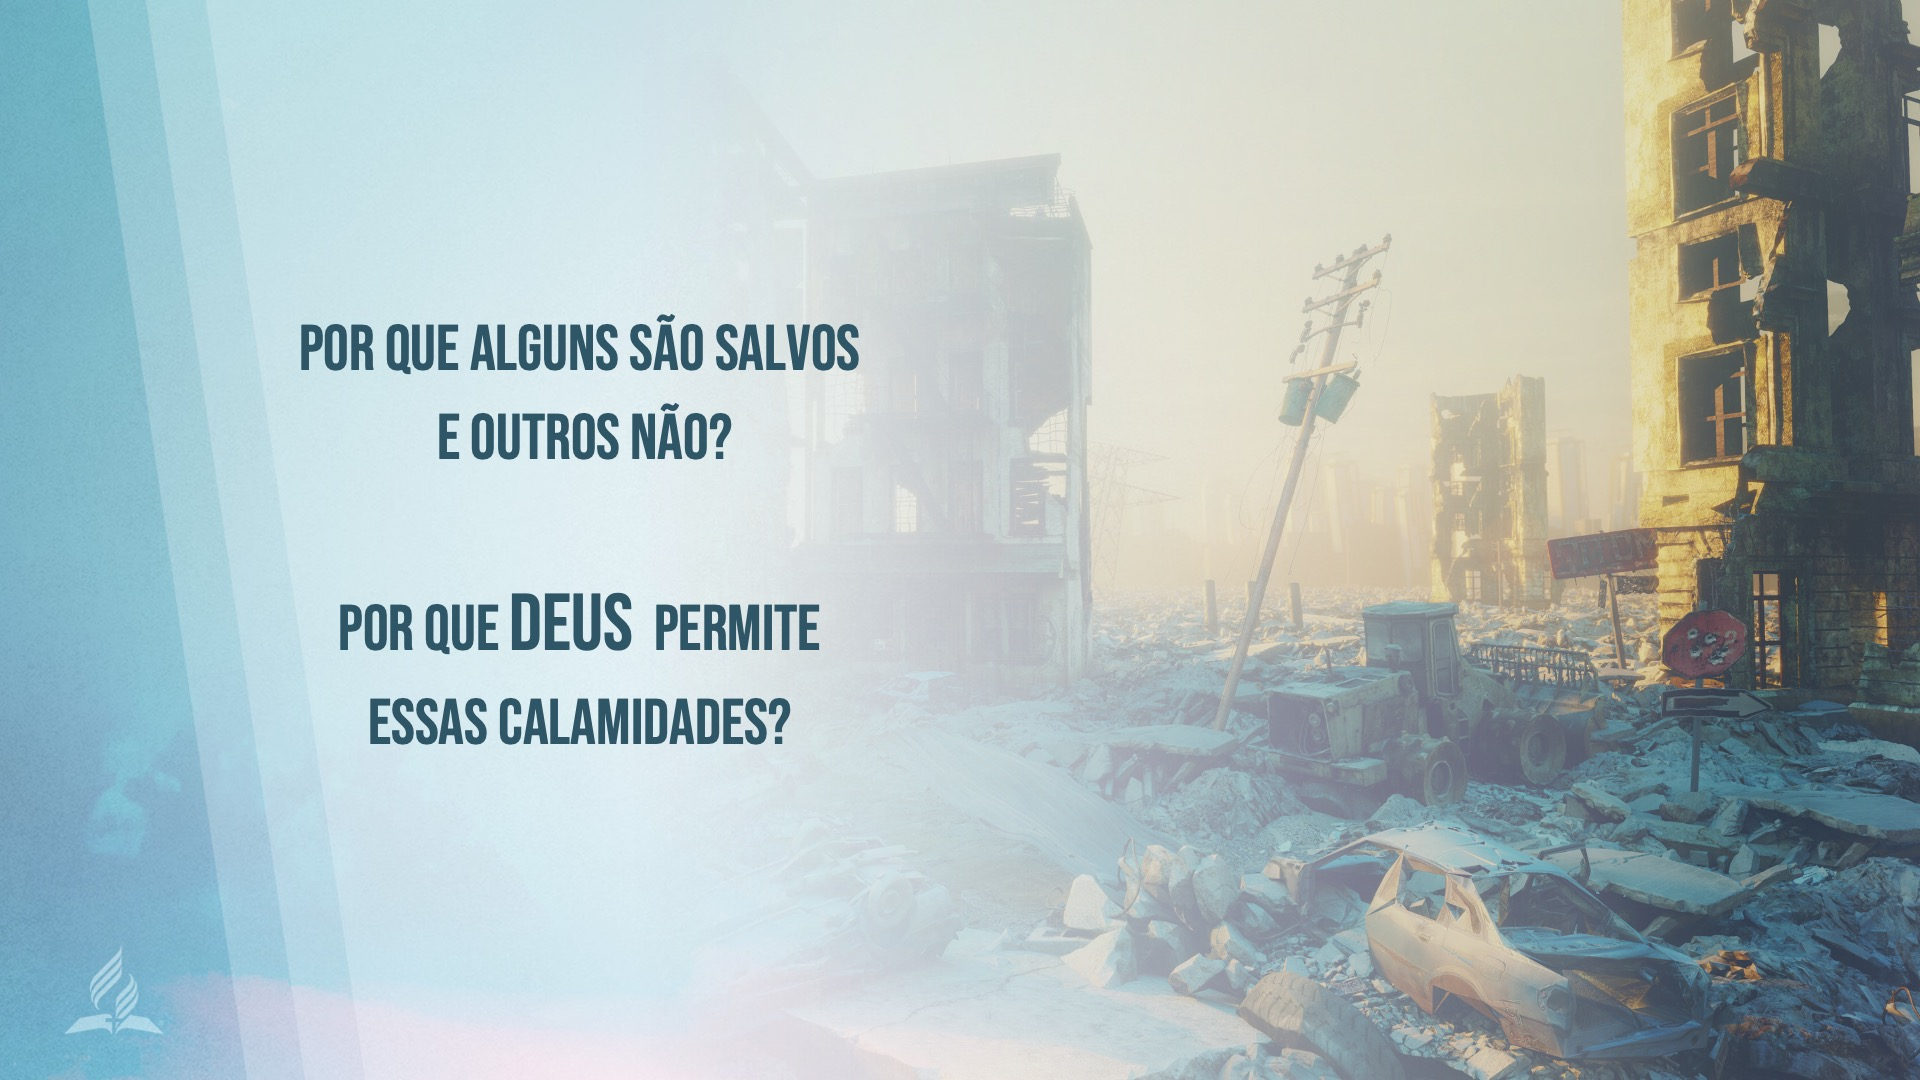 POR QUE ALGUNS SÃO SALVOS
E OUTROS NÃO?
POR QUE DEUS PERMITE
ESSAS CALAMIDADES?